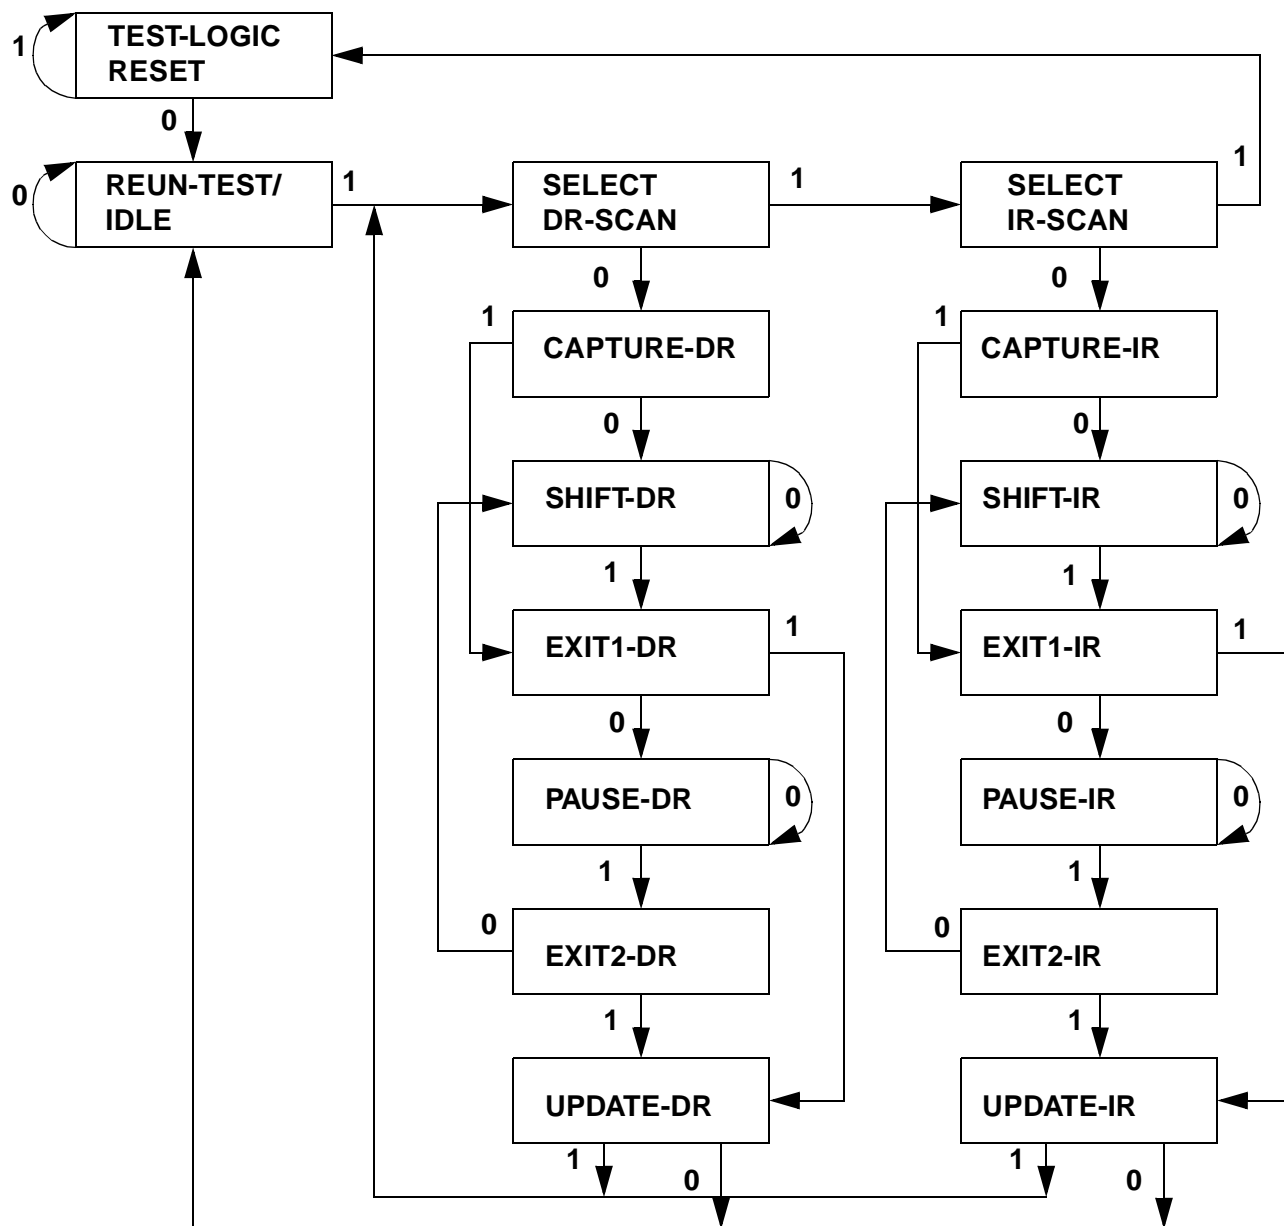 1
TEST-LOGIC
RESET
0
0
REUN-TEST/
IDLE
1
SELECT
DR-SCAN
1
SELECT
IR-SCAN
1
0
0
1
CAPTURE-DR
1
CAPTURE-IR
0
0
SHIFT-DR
0
SHIFT-IR
0
1
1
EXIT1-DR
1
EXIT1-IR
1
0
0
PAUSE-DR
0
PAUSE-IR
0
1
1
0
EXIT2-DR
0
EXIT2-IR
1
1
UPDATE-DR
UPDATE-IR
1
0
1
0